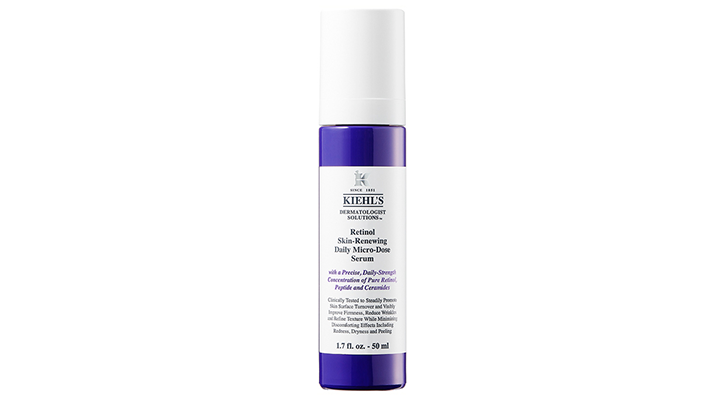 SINCE 1851
KIEHL'S
DERMATOLOGIST
SOLUTIONS™
Retinol
Skin-Renewing
Daily Micro-Dose
Serum
with a Precise, Daily-Strength
Concentration of Pure Retinol,
Peptide and Ceramides
Clinically Tested to Steadily Promote
Skin Surface Turnover and Visibly
Improve Firmness, Reduce Wrinkles
and Refine Texture While Minimizing
Discomforting Effects Including
Redness, Dryness and Peeling
1.7 fl. oz. - 50 ml